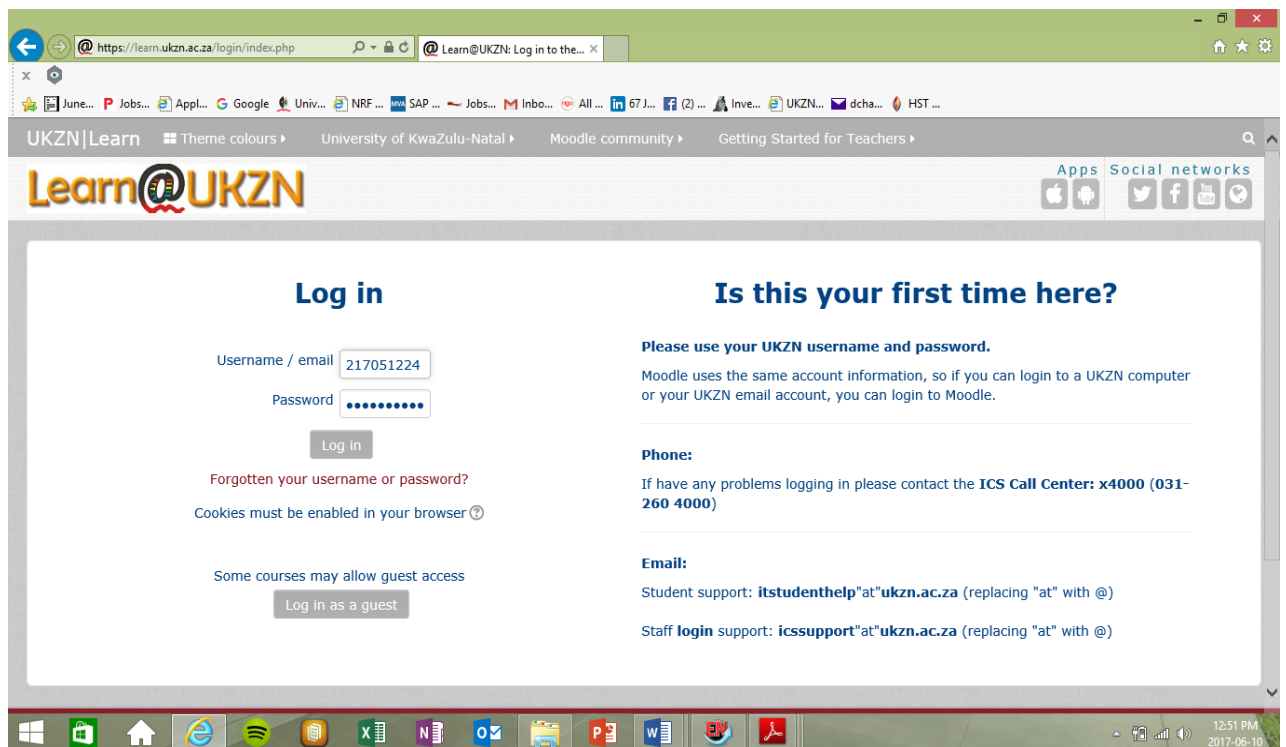 https://learn.ukzn.ac.za/login/index.php
Learn@UKZN: Log in to the...
June... Jobs... Appl... Google Univ... NRF ... SAP ... Jobs... Inbo... All ... 67 J... (2) ... Inve... UKZN... dcha... HST ...
UKZN|Learn Theme colours University of KwaZulu-Natal Moodle community Getting Started for Teachers
Learn@UKZN
Apps Social networks
Log in
Username / email 217051224
Password ••••••••••
Log in
Forgotten your username or password?
Cookies must be enabled in your browser
Some courses may allow guest access
Log in as a guest
Is this your first time here?
Please use your UKZN username and password.
Moodle uses the same account information, so if you can login to a UKZN computer
or your UKZN email account, you can login to Moodle.
Phone:
If have any problems logging in please contact the ICS Call Center: x4000 (031-
260 4000)
Email:
Student support: itstudenthelp"at"ukzn.ac.za (replacing "at" with @)
Staff login support: icssupport"at"ukzn.ac.za (replacing "at" with @)
12:51 PM
2017-06-10